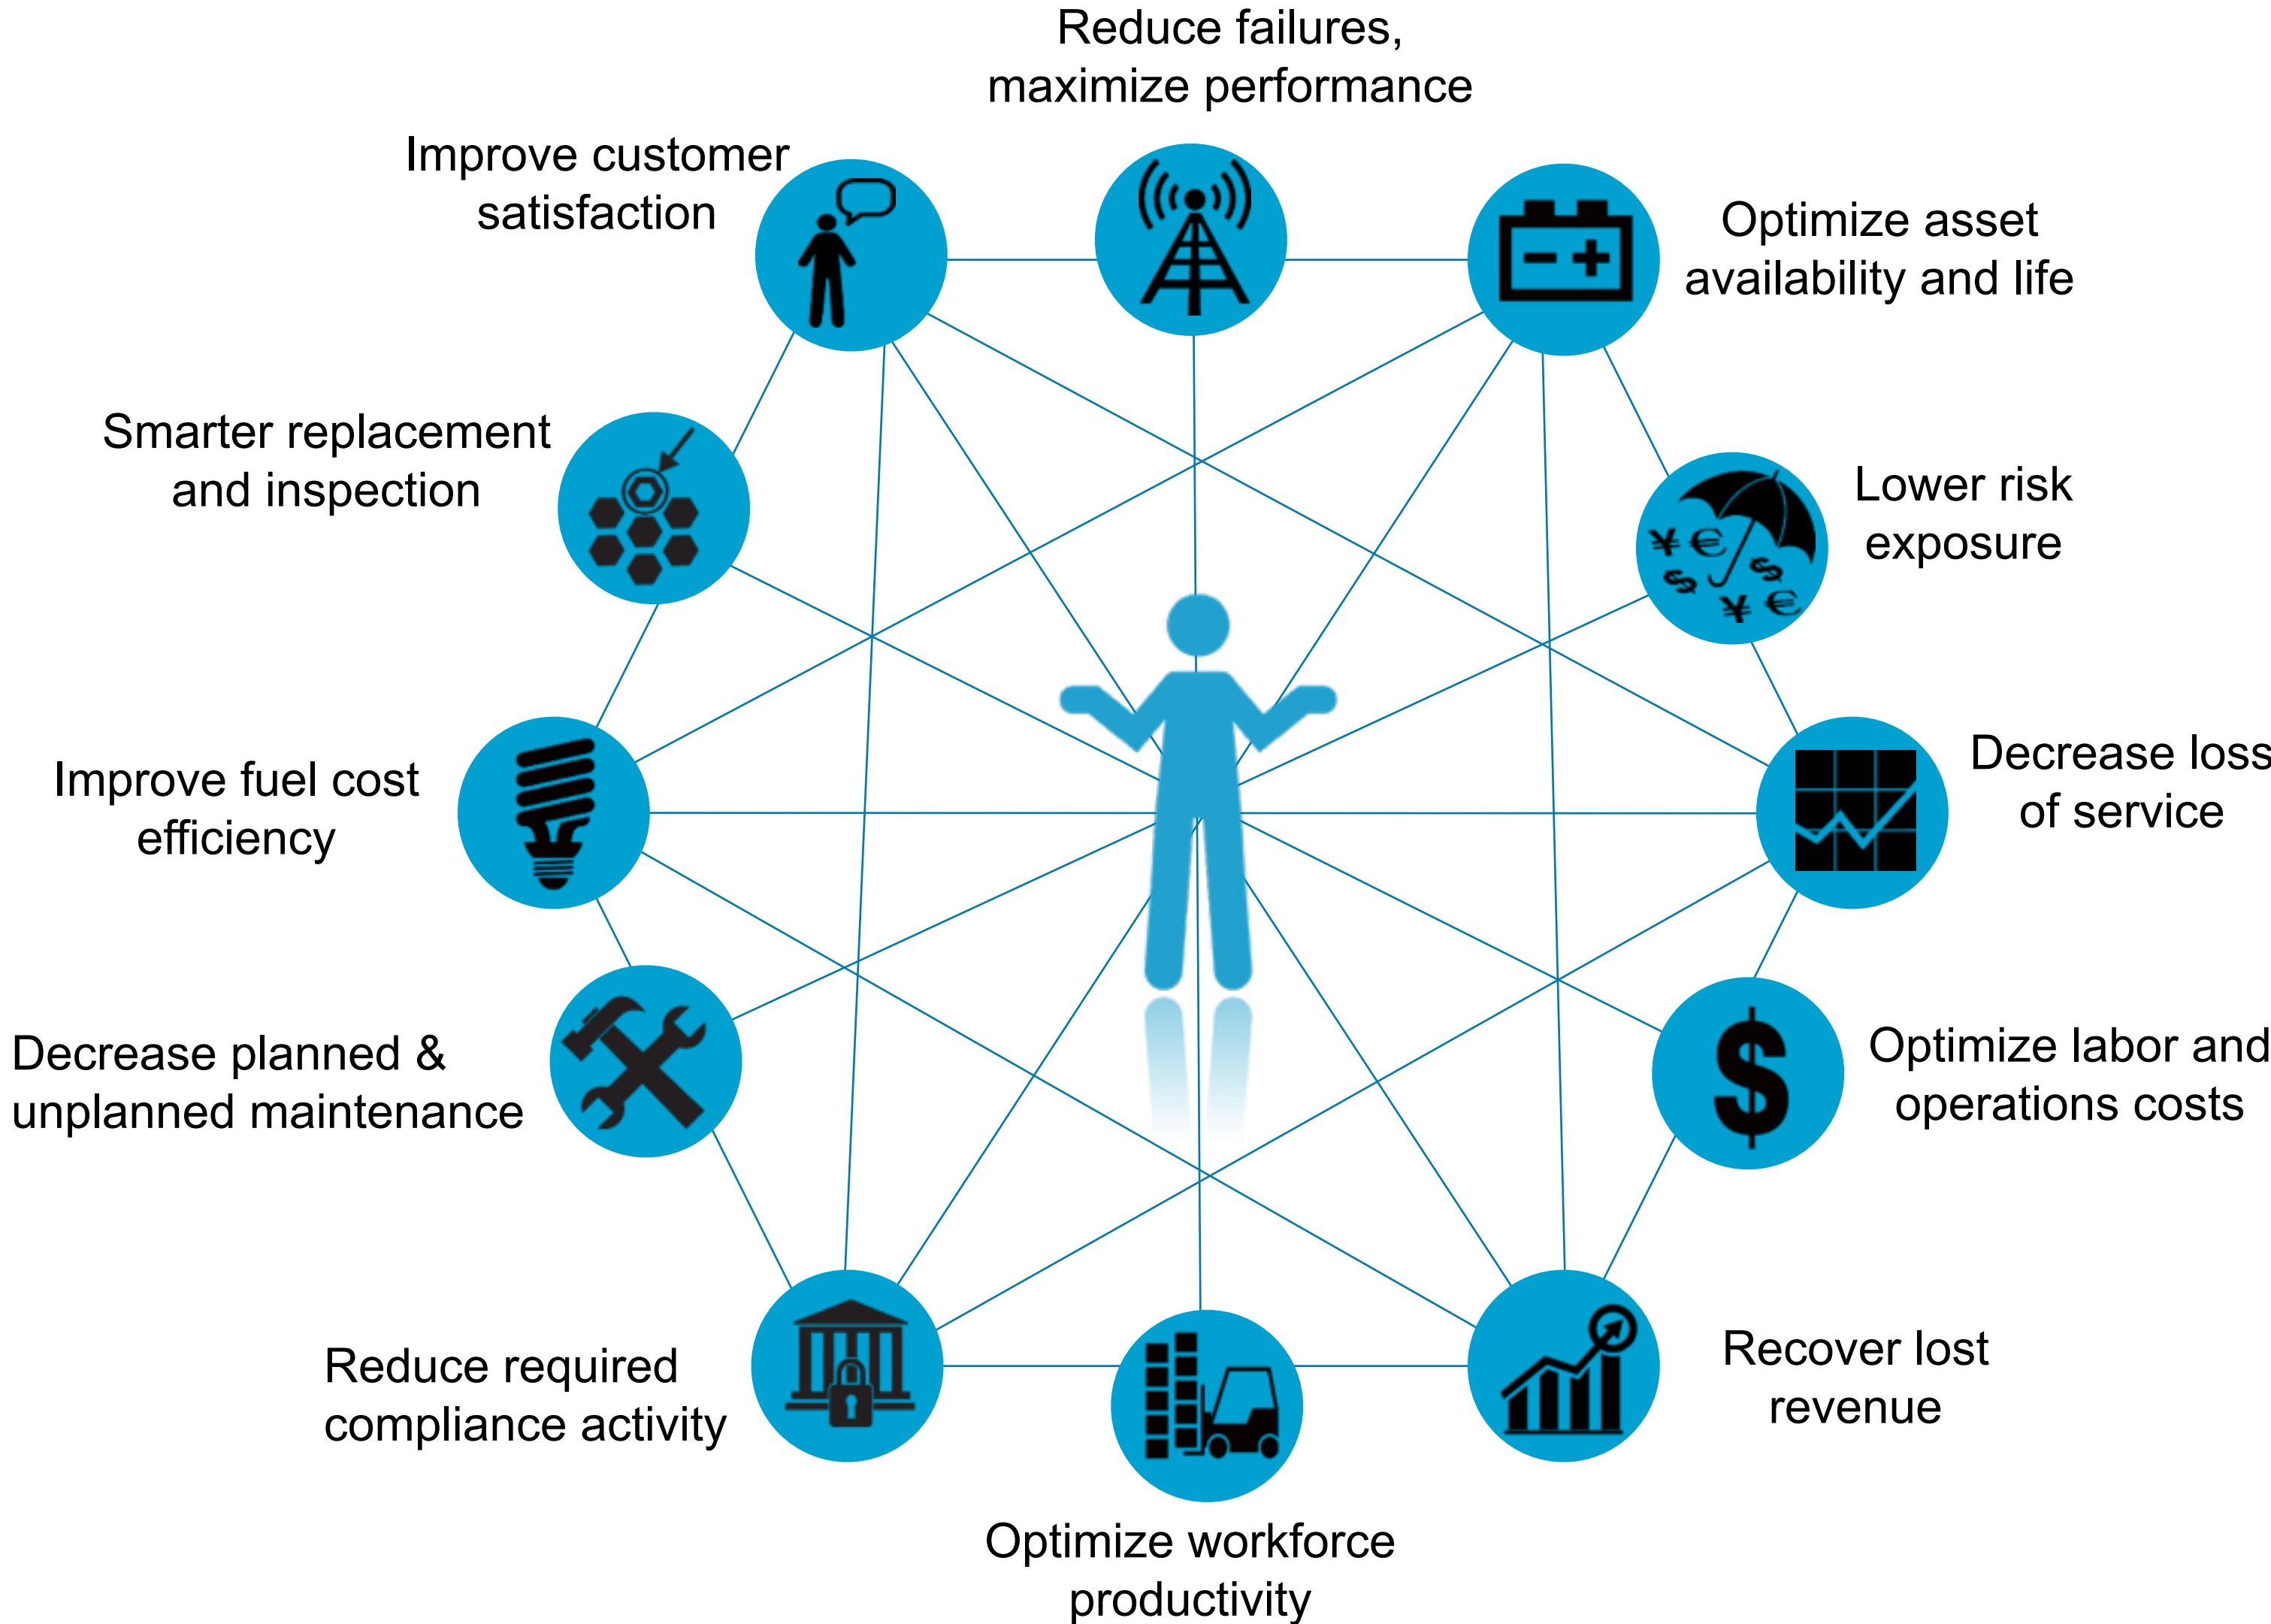 Reduce failures,
maximize performance
Improve customer
satisfaction
Optimize asset
availability and life
Smarter replacement
and inspection
Lower risk
exposure
¥ €
$ $
¥ €
Improve fuel cost
efficiency
Decrease loss
of service
Decrease planned &
unplanned maintenance
$
Optimize labor and
operations costs
Reduce required
compliance activity
Recover lost
revenue
Optimize workforce
productivity